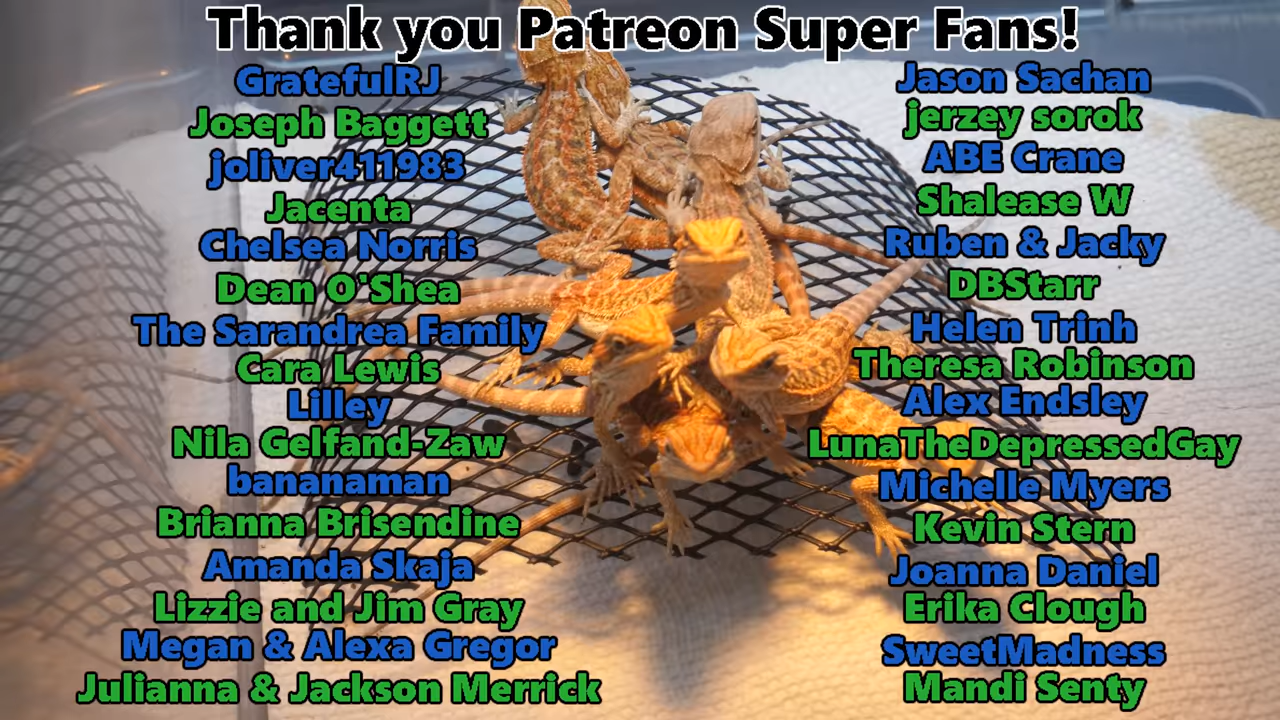 Thank you Patreon Super Fans!
GratefulRJ
Joseph Baggett
joliver411983
Jacenta
Chelsea Norris
Dean O'Shea
The Sarandrea Family
Cara Lewis
Lilley
Nila Gelfand-Zaw
bananaman
Brianna Brisendine
Amanda Skaja
Lizzie and Jim Gray
Megan & Alexa Gregor
Julianna & Jackson Merrick
Jason Sachan
jerzey sorok
ABE Crane
Shalease W
Ruben & Jacky
DBStarr
Helen Trinh
Theresa Robinson
Alex Endsley
LunaTheDepressedGay
Michelle Myers
Kevin Stern
Joanna Daniel
Erika Clough
SweetMadness
Mandi Senty